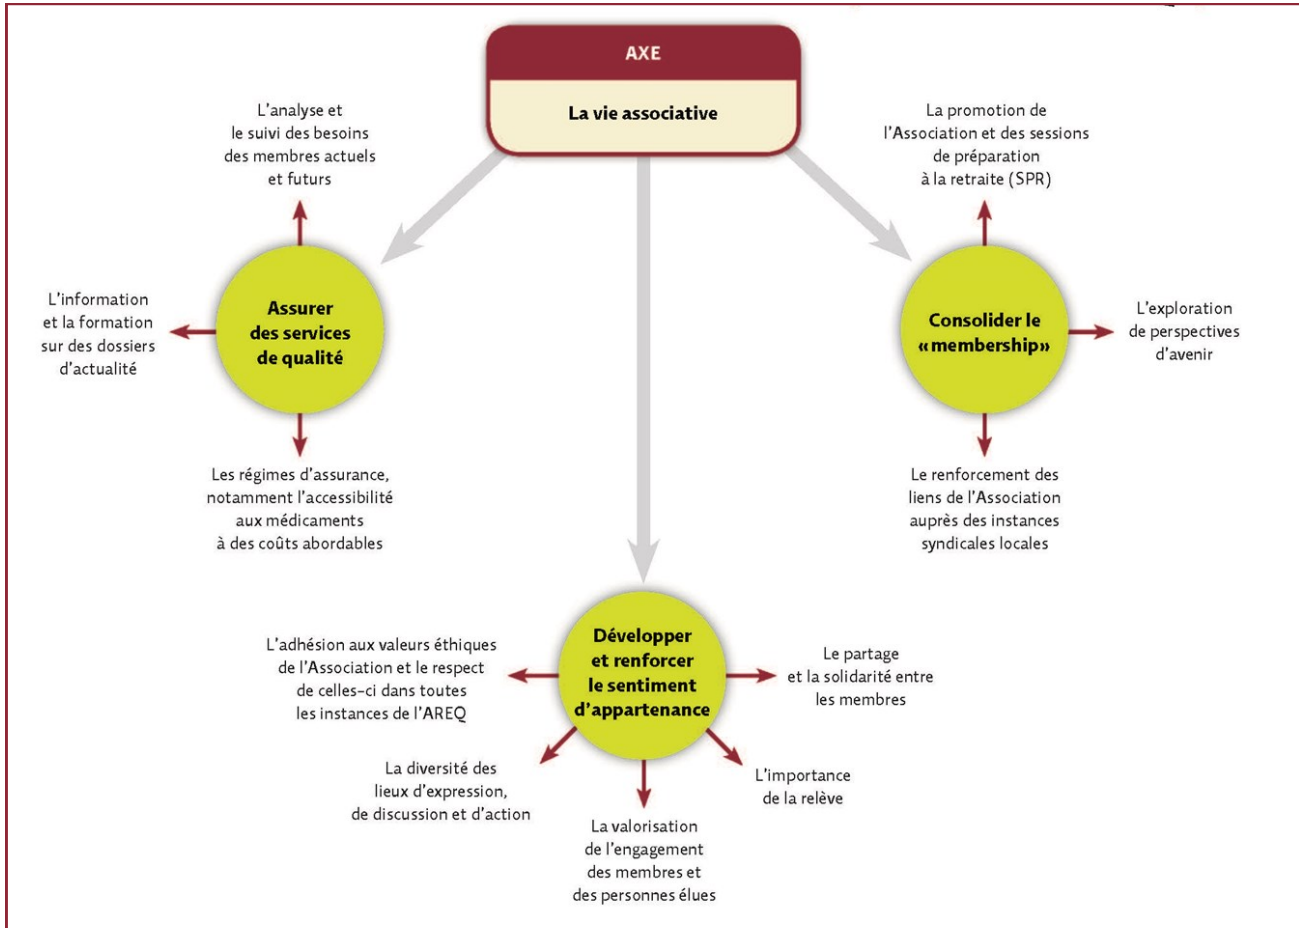 AXE
La vie associative
L'analyse et
le suivi des besoins
des membres actuels
et futurs
Assurer
des services
de qualité
L'information
et la formation
sur des dossiers
d'actualité
Les régimes d'assurance,
notamment l'accessibilité
aux médicaments
à des coûts abordables
La promotion de
l'Association et des sessions
de préparation
à la retraite (SPR)
Consolider le
«membership»
L'exploration
de perspectives
d'avenir
Le renforcement des
liens de l'Association
auprès des instances
syndicales locales
Développer
et renforcer
le sentiment
d'appartenance
L'adhésion aux valeurs éthiques
de l'Association et le respect
de celles-ci dans toutes
les instances de l'AREQ
La diversité des
lieux d'expression,
de discussion et d'action
La valorisation
de l'engagement
des membres et
des personnes élues
L'importance
de la relève
Le partage
et la solidarité entre
les membres